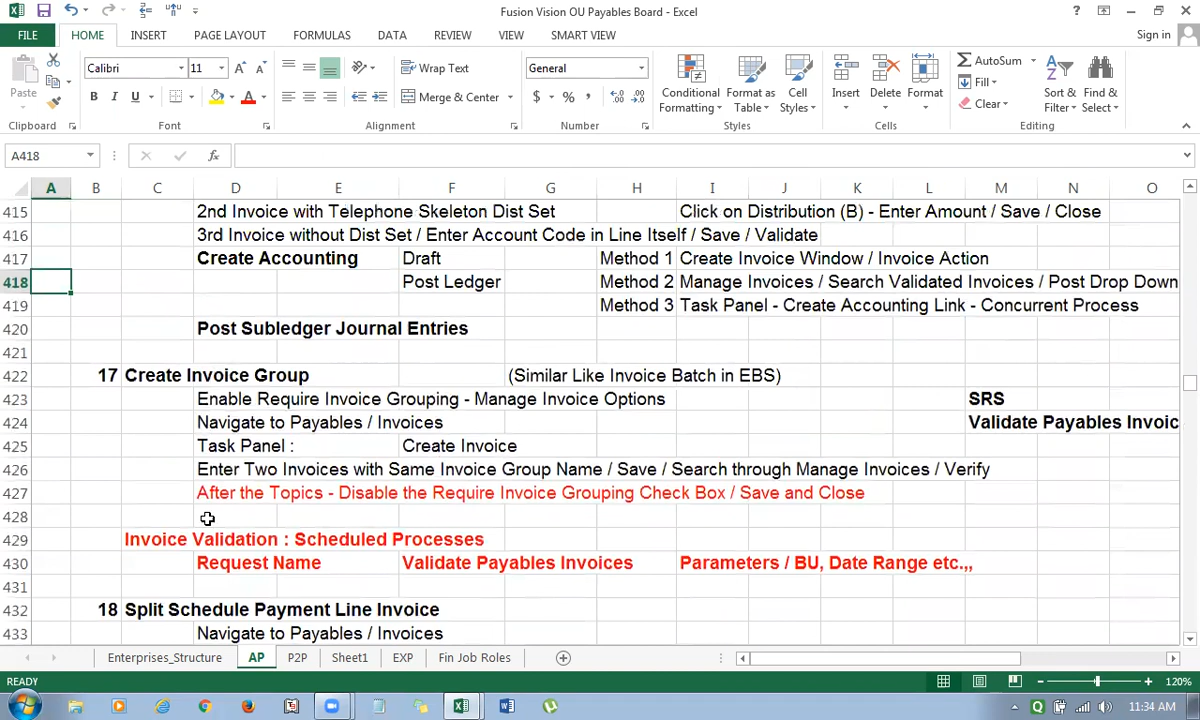 Fusion Vision OU Payables Board - Excel
?
FILE HOME INSERT PAGE LAYOUT FORMULAS DATA REVIEW VIEW SMART VIEW Sign in
Paste
Calibri 11
B I U
Wrap Text
Merge & Center
General
$ % ,
Conditional Formatting
Format as Table
Cell Styles
Insert
Delete
Format
AutoSum
Fill
Clear
Sort & Filter
Find & Select
Clipboard Font Alignment Number Styles Cells Editing
A418 fx
A B C D E F G H I J K L M N O
415 2nd Invoice with Telephone Skeleton Dist Set Click on Distribution (B) - Enter Amount / Save / Close
416 3rd Invoice without Dist Set / Enter Account Code in Line Itself / Save / Validate
417 Create Accounting Draft Method 1 Create Invoice Window / Invoice Action
418 Post Ledger Method 2 Manage Invoices / Search Validated Invoices / Post Drop Down
419 Method 3 Task Panel - Create Accounting Link - Concurrent Process
420 Post Subledger Journal Entries
421
422 17 Create Invoice Group (Similar Like Invoice Batch in EBS)
423 Enable Require Invoice Grouping - Manage Invoice Options SRS
424 Navigate to Payables / Invoices Validate Payables Invoic
425 Task Panel : Create Invoice
426 Enter Two Invoices with Same Invoice Group Name / Save / Search through Manage Invoices / Verify
427 After the Topics - Disable the Require Invoice Grouping Check Box / Save and Close
428
429 Invoice Validation : Scheduled Processes
430 Request Name Validate Payables Invoices Parameters / BU, Date Range etc.,,
431
432 18 Split Schedule Payment Line Invoice
433 Navigate to Payables / Invoices
Enterprises_Structure AP P2P Sheet1 EXP Fin Job Roles
READY 120%
11:34 AM